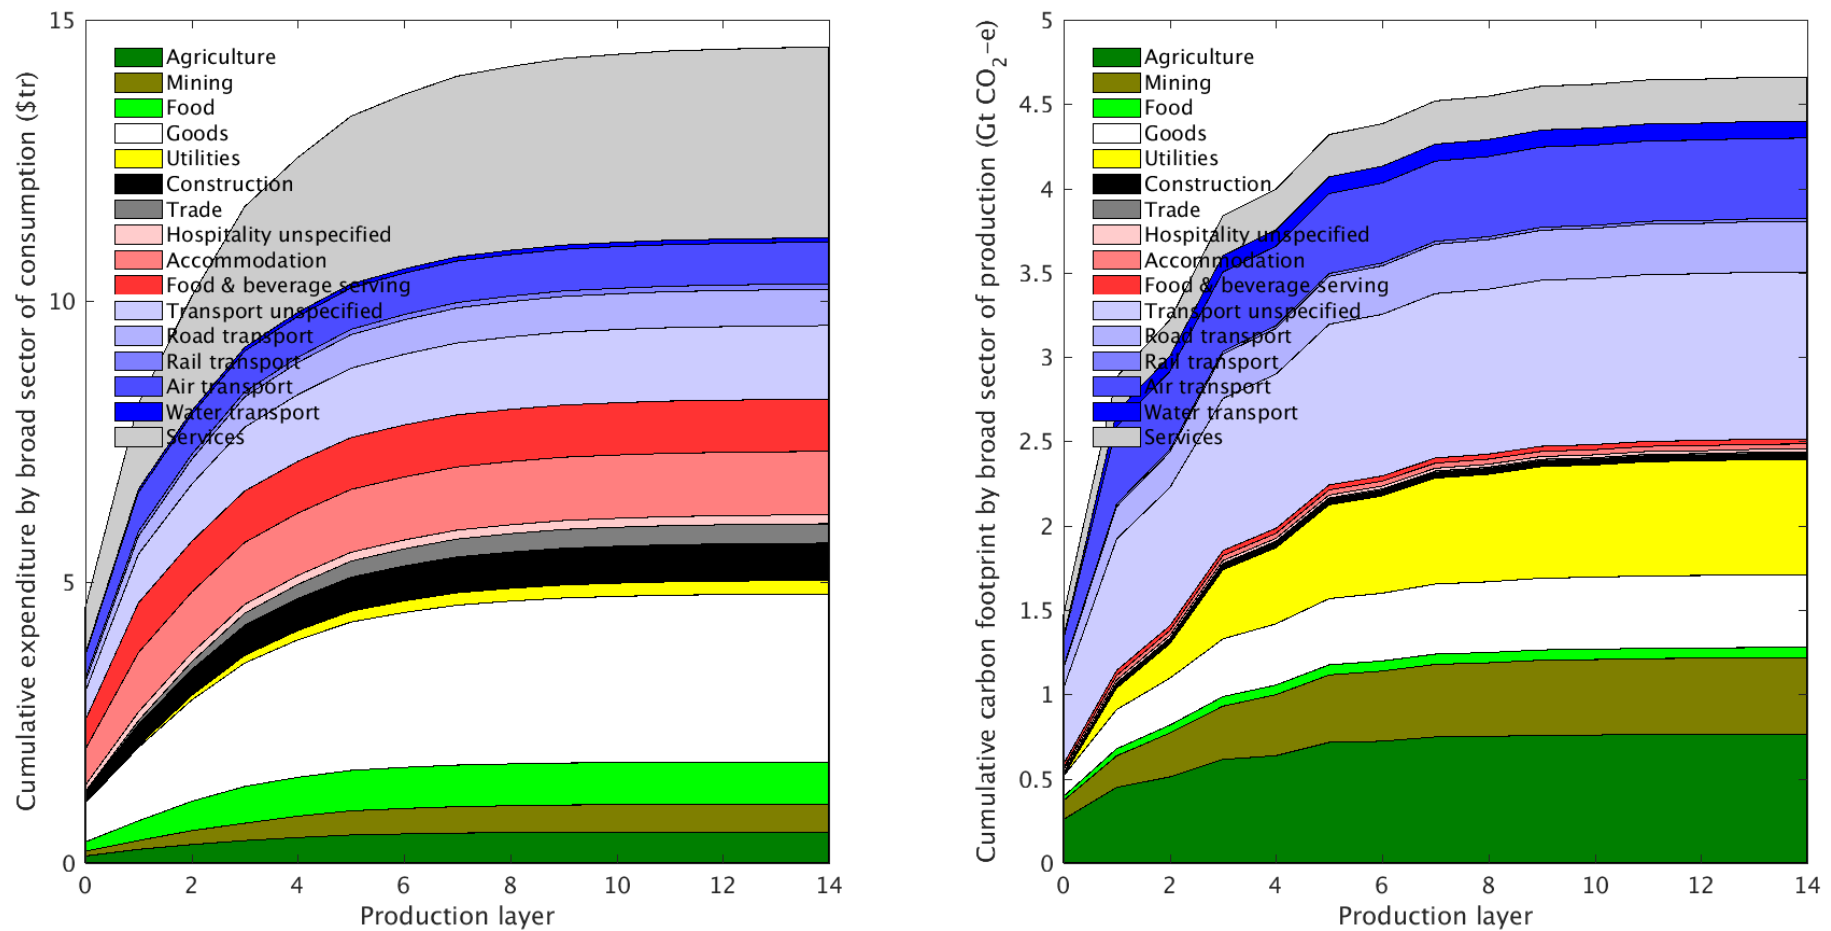 Cumulative expenditure by broad sector of consumption ($tr)
15
10
5
0
Agriculture
Mining
Food
Goods
Utilities
Construction
Trade
Hospitality unspecified
Accommodation
Food & beverage serving
Transport unspecified
Road transport
Rail transport
Air transport
Water transport
Services
0 2 4 6 8 10 12 14
Production layer
Cumulative carbon footprint by broad sector of production (Gt CO2-e)
5
4.5
4
3.5
3
2.5
2
1.5
1
0.5
0
Agriculture
Mining
Food
Goods
Utilities
Construction
Trade
Hospitality unspecified
Accommodation
Food & beverage serving
Transport unspecified
Road transport
Rail transport
Air transport
Water transport
Services
0 2 4 6 8 10 12 14
Production layer